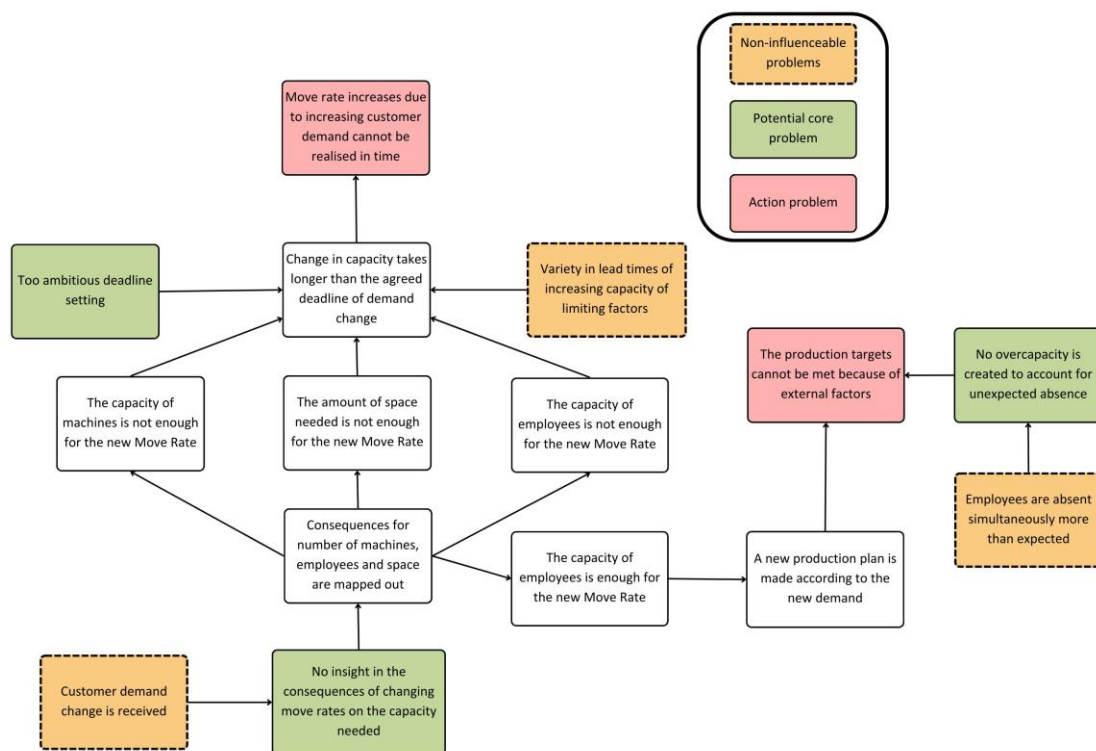 Non-influenceable
problems
Move rate increases due
to increasing customer
demand cannot be
realised in time
Potential core
problem
Action problem
Too ambitious deadline
setting
Change in capacity takes
longer than the agreed
deadline of demand
change
Variety in lead times of
increasing capacity of
limiting factors
The production targets
cannot be met because of
external factors
No overcapacity is
created to account for
unexpected absence
The capacity of
machines is not enough
for the new Move Rate
The amount of space
needed is not enough
for the new Move Rate
The capacity of
employees is not enough
for the new Move Rate
Employees are absent
simultaneously more
than expected
Consequences for
number of machines,
employees and space
are mapped out
The capacity of
employees is enough for
the new Move Rate
A new production plan is
made according to the
new demand
Customer demand
change is received
No insight in the
consequences of changing
move rates on the capacity
needed